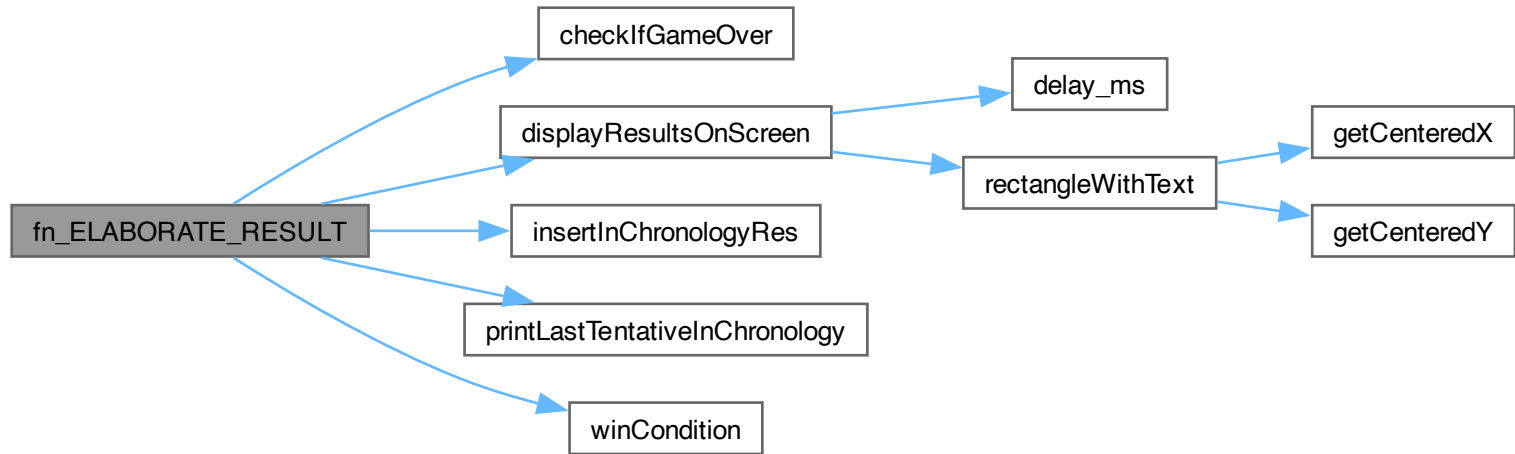 fn_ELABORATE_RESULT
checkIfGameOver
displayResultsOnScreen
insertInChronologyRes
printLastTentativeInChronology
winCondition
delay_ms
rectangleWithText
getCenteredX
getCenteredY